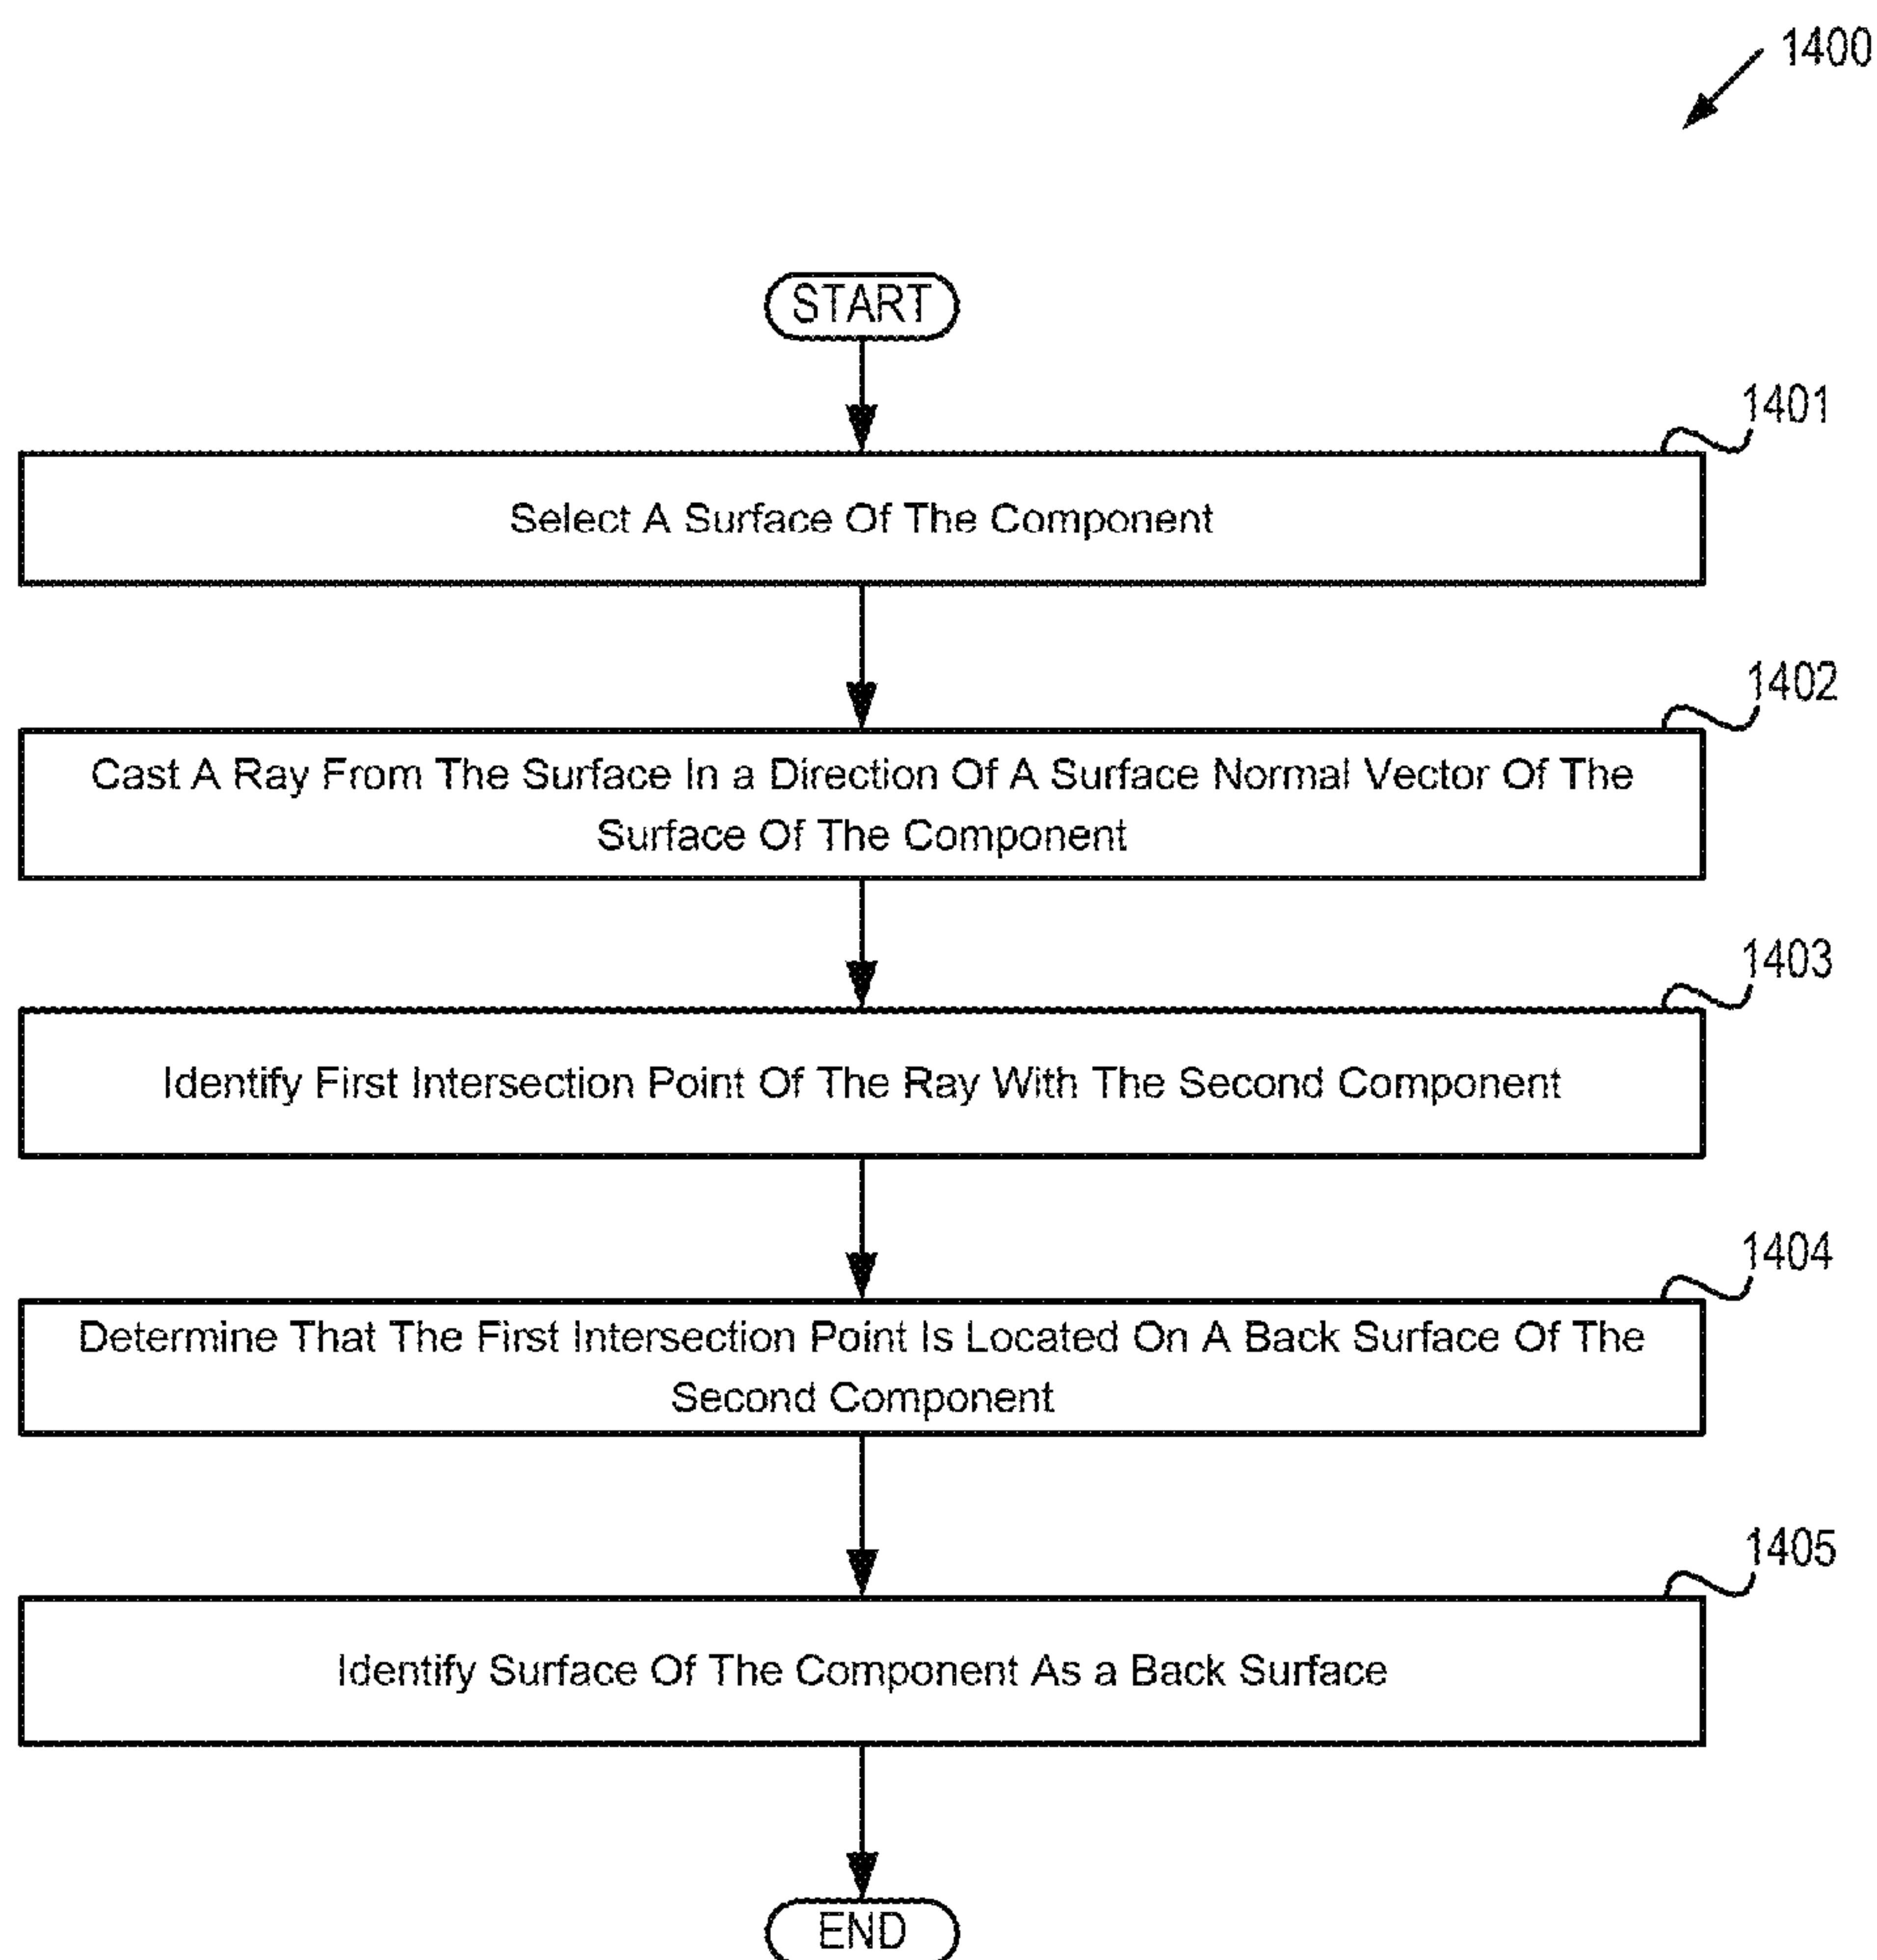 1400
START
1401
Select A Surface Of The Component
1402
Cast A Ray From The Surface In a Direction Of A Surface Normal Vector Of The
Surface Of The Component
1403
Identify First Intersection Point Of The Ray With The Second Component
1404
Determine That The First Intersection Point Is Located On A Back Surface Of The
Second Component
1405
Identify Surface Of The Component As a Back Surface
END